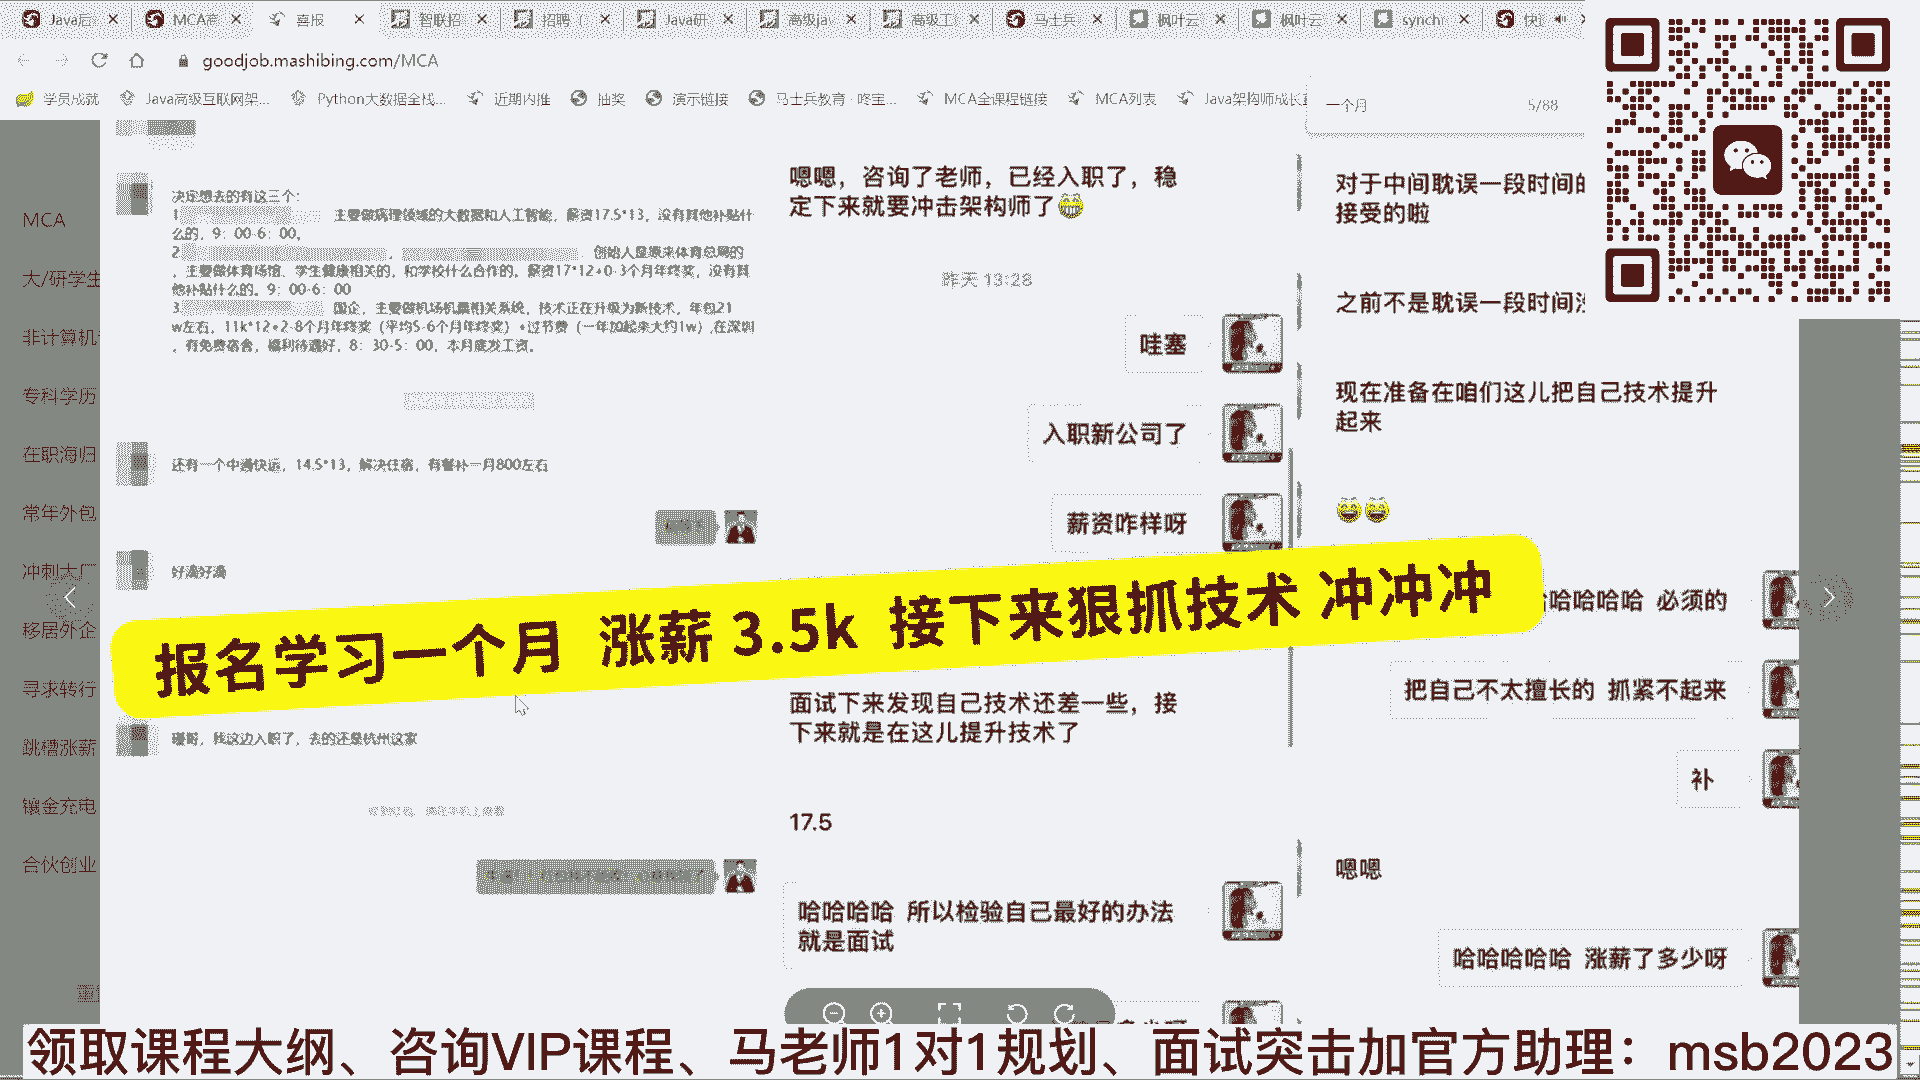 Java后
MCA高
喜报
智联招
招聘（
Java研
高级jav
高级工
马士兵
枫叶云
枫叶云
synchr
快
goodjob.mashibing.com/MCA
学员成就
Java高级互联网架...
Python大数据全栈...
近期内推
抽奖
演示链接
马士兵教育 - 咚宝...
MCA全课程链接
MCA列表
Java架构师成长
一个月
5/88
MCA
大/研学生
非计算机
专科学历
在职海归
常年外包
冲刺大厂
移居外企
寻求转行
跳槽涨薪
镶金充电
合伙创业
决定想去的有这三个：
1 主要做病理领域的大数据和人工智能，薪资17.5*13，没有其他补贴什
么的，9：00-6：00，
2 创始人是原来体育总局的
，主要做体育场馆、学生健康相关的，和学校什么合作的，薪资17*12+0-3个月年终奖，没有其
他补贴什么的。9：00-6：00
3 国企，主要做机场机票相关系统，技术正在升级为新技术，年包21
w左右，11k*12+2-8个月年终奖（平均5-6个月年终奖）+过节费（一年加起来大约1w）,在深圳
，有免费宿舍，福利待遇好，8：30-5：00，本月底发工资。
还有一个中通快运，14.5*13，解决住宿，有餐补一月800左右
好滴好滴
我这边入职了，去的还是杭州这家
嗯嗯，咨询了老师，已经入职了，稳
定下来就要冲击架构师了
昨天 13:28
哇塞
入职新公司了
薪资咋样呀
面试下来发现自己技术还差一些，接
下来就是在这儿提升技术了
17.5
哈哈哈哈 所以检验自己最好的办法
就是面试
对于中间耽误一段时间的
接受的啦
之前不是耽误一段时间
现在准备在咱们这儿把自己技术提升
起来
哈哈哈哈 必须的
把自己不太擅长的 抓紧不起来
补
嗯嗯
哈哈哈哈哈 涨薪了多少呀
报名学习一个月 涨薪 3.5k 接下来狠抓技术 冲冲冲
领取课程大纲、咨询VIP课程、马老师1对1规划、面试突击加官方助理：msb2023